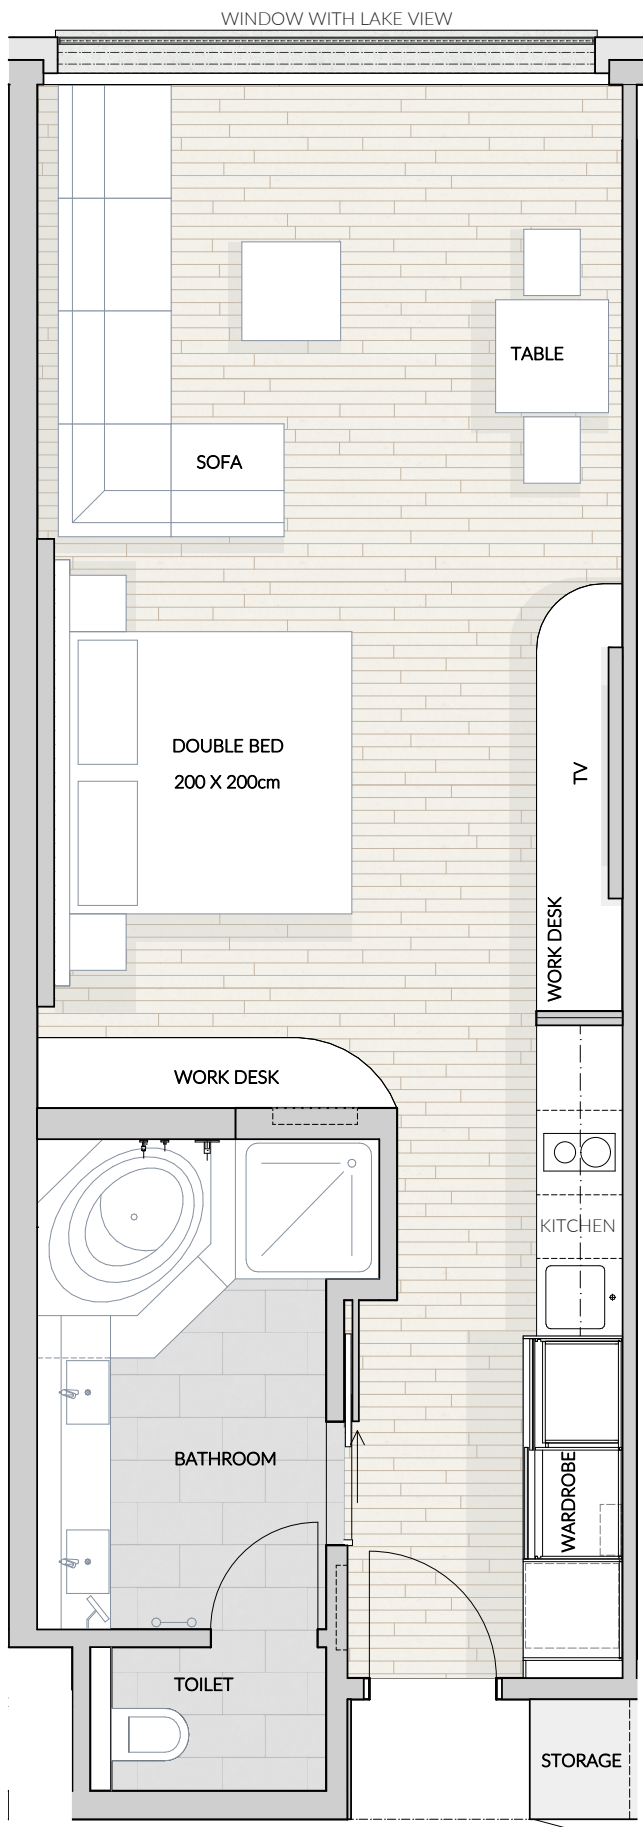 WINDOW WITH LAKE VIEW
TABLE
SOFA
DOUBLE BED
200 X 200cm
TV
WORK DESK
WORK DESK
KITCHEN
BATHROOM
WARDROBE
TOILET
STORAGE